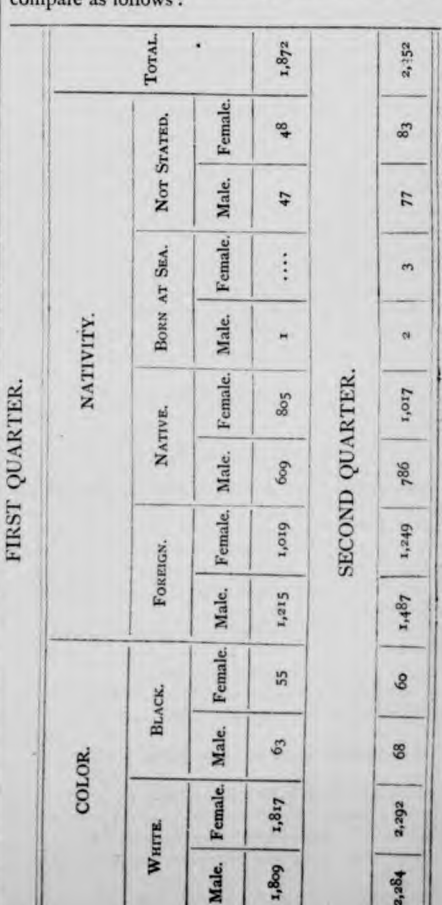 compare as follows :
FIRST QUARTER.
COLOR. NATIVITY.
WHITE. BLACK. FOREIGN. NATIVE. BORN AT SEA. NOT STATED. TOTAL.
Male. Female. Male. Female. Male. Female. Male. Female. Male. Female. Male. Female.
1,809 1,817 63 55 1,215 1,019 609 805 1 .... 47 48 1,872
SECOND QUARTER.
2,284 2,292 68 60 1,487 1,249 786 1,017 2 3 77 83 2,352